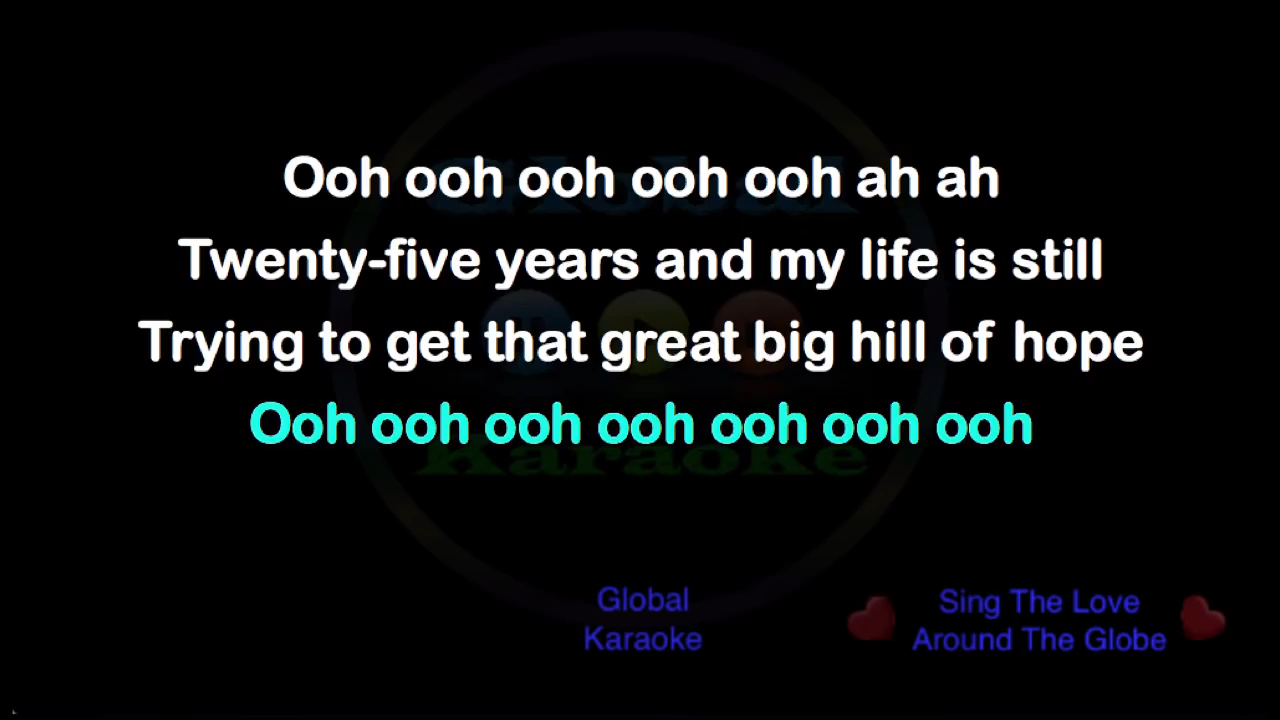 Ooh ooh ooh ooh ooh ah ah
Twenty-five years and my life is still
Trying to get that great big hill of hope
Ooh ooh ooh ooh ooh ooh ooh
Global
Karaoke
Global
Karaoke
Sing The Love
Around The Globe